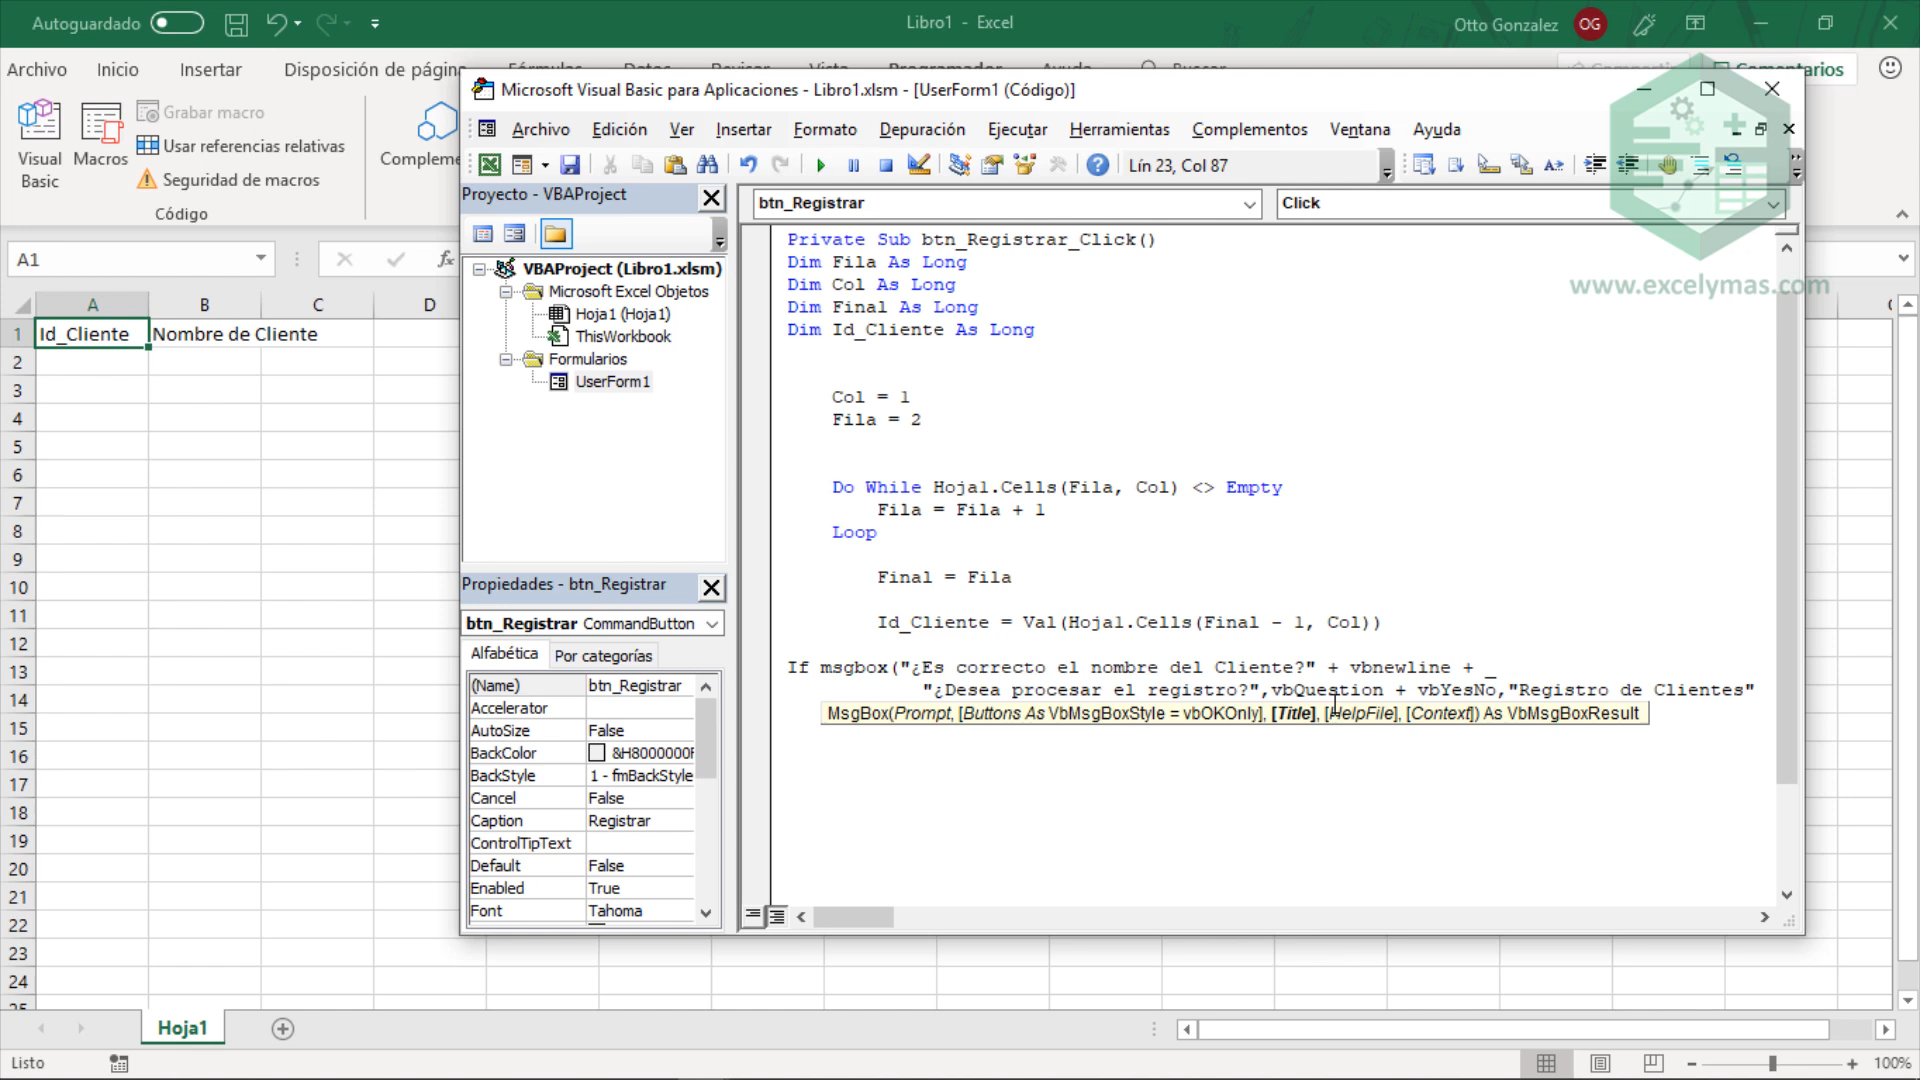 Autoguardado
Libro1 - Excel
Otto Gonzalez OG
Archivo Inicio Insertar Disposición de página Ayuda
Comentarios
Visual Basic
Macros
Grabar macro
Usar referencias relativas
Seguridad de macros
Código
Compleme
Microsoft Visual Basic para Aplicaciones - Libro1.xlsm - [UserForm1 (Código)]
Archivo Edición Ver Insertar Formato Depuración Ejecutar Herramientas Complementos Ventana Ayuda
Lín 23, Col 87
Proyecto - VBAProject
VBAProject (Libro1.xlsm)
Microsoft Excel Objetos
Hoja1 (Hoja1)
ThisWorkbook
Formularios
UserForm1
Propiedades - btn_Registrar
btn_Registrar CommandButton
Alfabética Por categorías
(Name) btn_Registrar
Accelerator
AutoSize False
BackColor &H8000000F
BackStyle 1 - fmBackStyle
Cancel False
Caption Registrar
ControlTipText
Default False
Enabled True
Font Tahoma
btn_Registrar Click
Private Sub btn_Registrar_Click()
Dim Fila As Long
Dim Col As Long
Dim Final As Long
Dim Id_Cliente As Long
Col = 1
Fila = 2
Do While Hoja1.Cells(Fila, Col) <> Empty
Fila = Fila + 1
Loop
Final = Fila
Id_Cliente = Val(Hoja1.Cells(Final - 1, Col))
If msgbox("¿Es correcto el nombre del Cliente?" + vbnewline + _
"¿Desea procesar el registro?",vbQuestion + vbYesNo,"Registro de Clientes"
MsgBox(Prompt, [Buttons As VbMsgBoxStyle = vbOKOnly], [Title], [HelpFile], [Context]) As VbMsgBoxResult
www.excelymas.com
A1
fx
A B C D
1 Id_Cliente Nombre de Cliente
2
3
4
5
6
7
8
9
10
11
12
13
14
15
16
17
18
19
20
21
22
23
24
25
Hoja1
Listo
100%